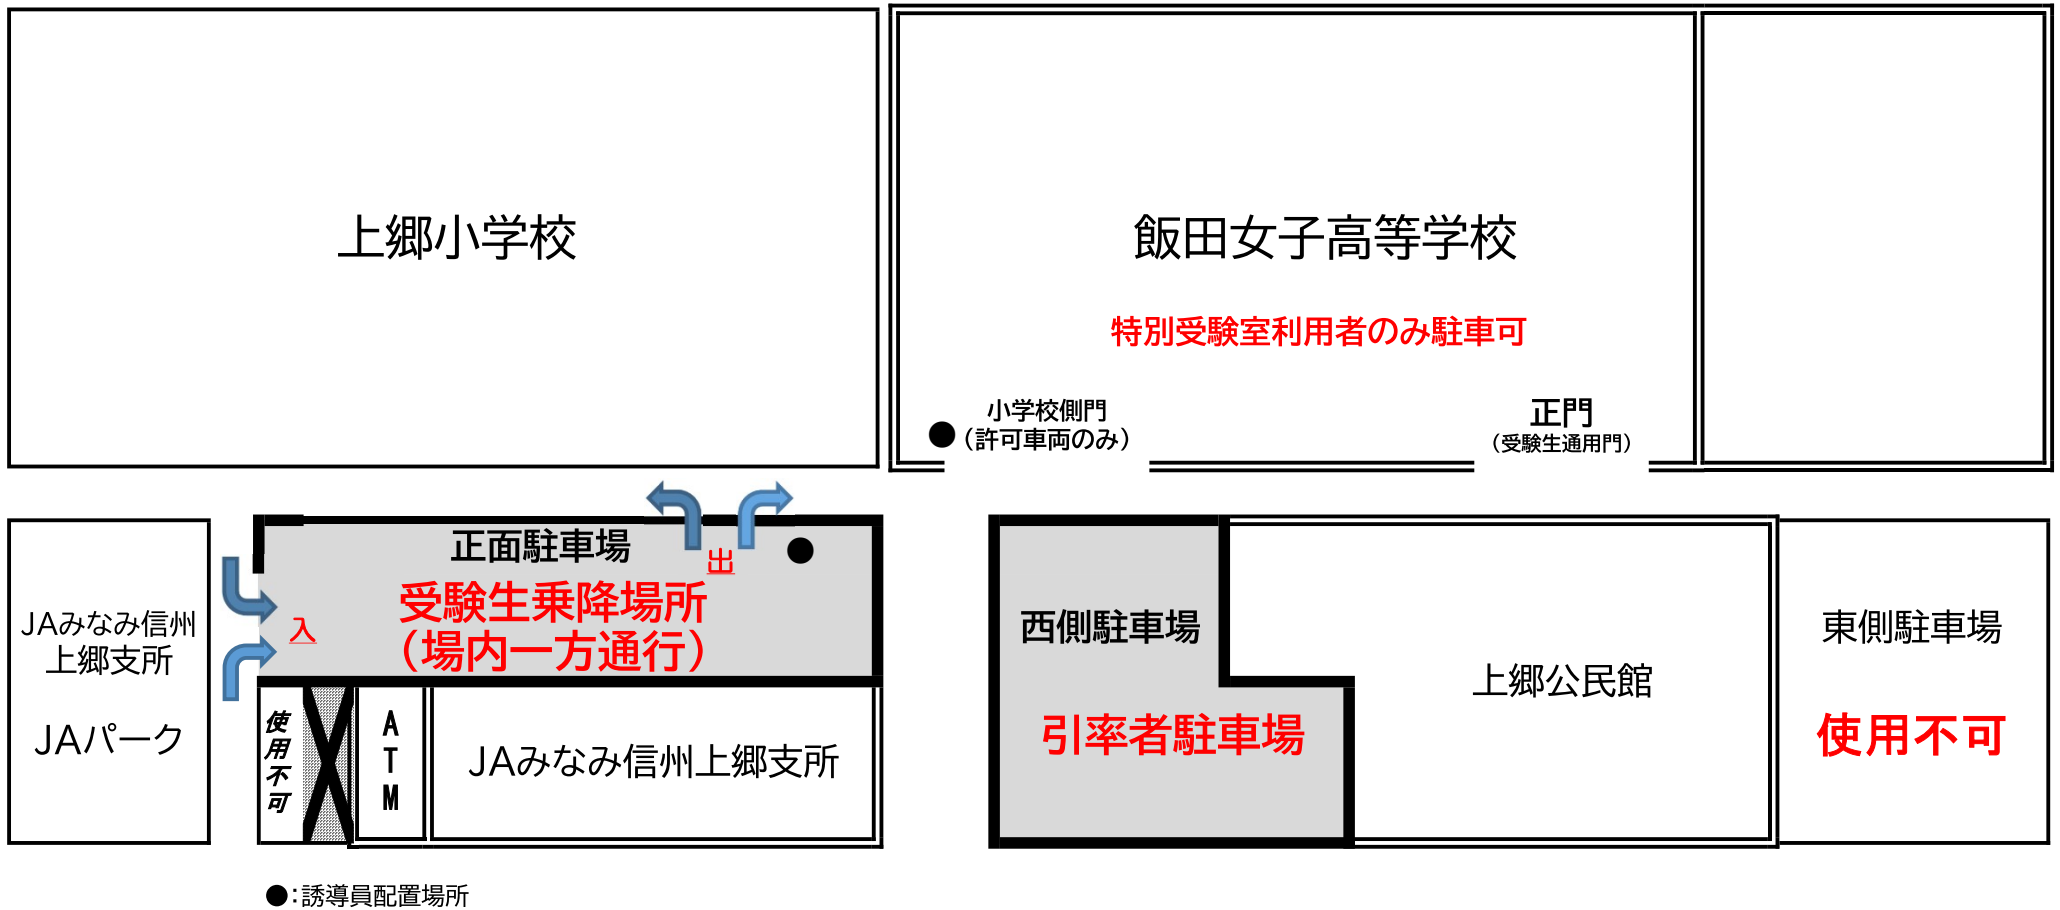 上郷小学校
飯田女子高等学校
特別受験室利用者のみ駐車可
小学校側門
（許可車両のみ）
正門
（受験生通用門）
正面駐車場
出
受験生乗降場所
（場内一方通行）
入
JAみなみ信州
上郷支所
JAパーク
使用不可
ATM
JAみなみ信州上郷支所
西側駐車場
引率者駐車場
上郷公民館
東側駐車場
使用不可
●：誘導員配置場所